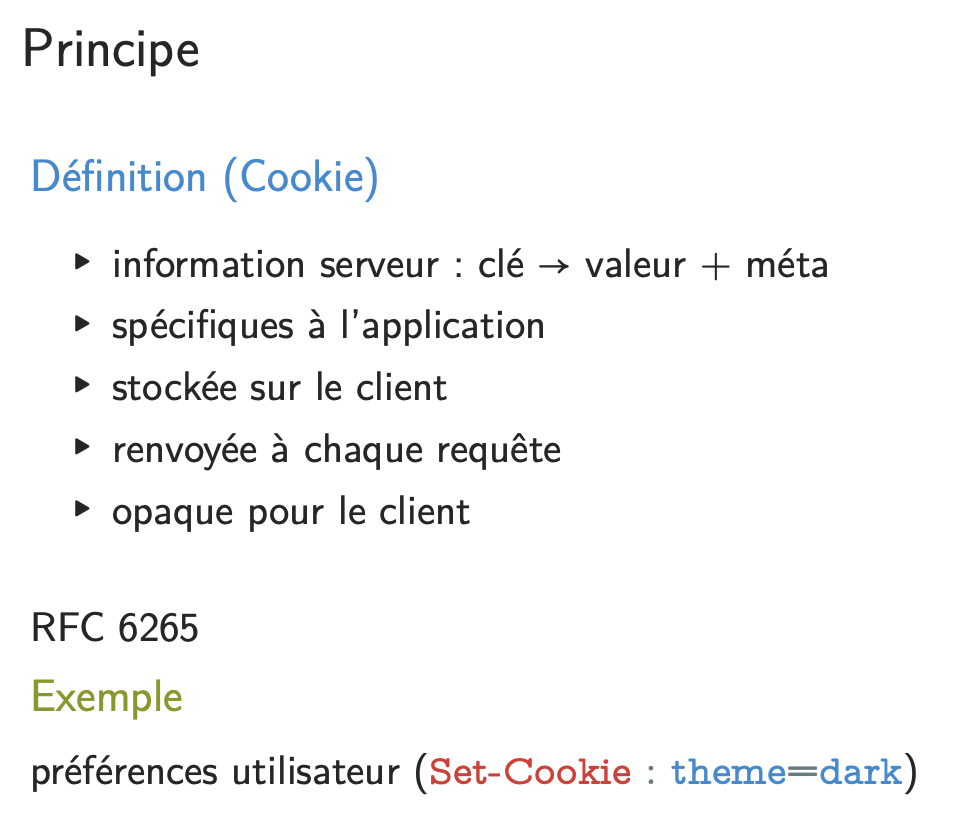 Principe
Définition (Cookie)
▶ information serveur : clé → valeur + méta
▶ spécifiques à l'application
▶ stockée sur le client
▶ renvoyée à chaque requête
▶ opaque pour le client
RFC 6265
Exemple
préférences utilisateur (Set-Cookie : theme=dark)